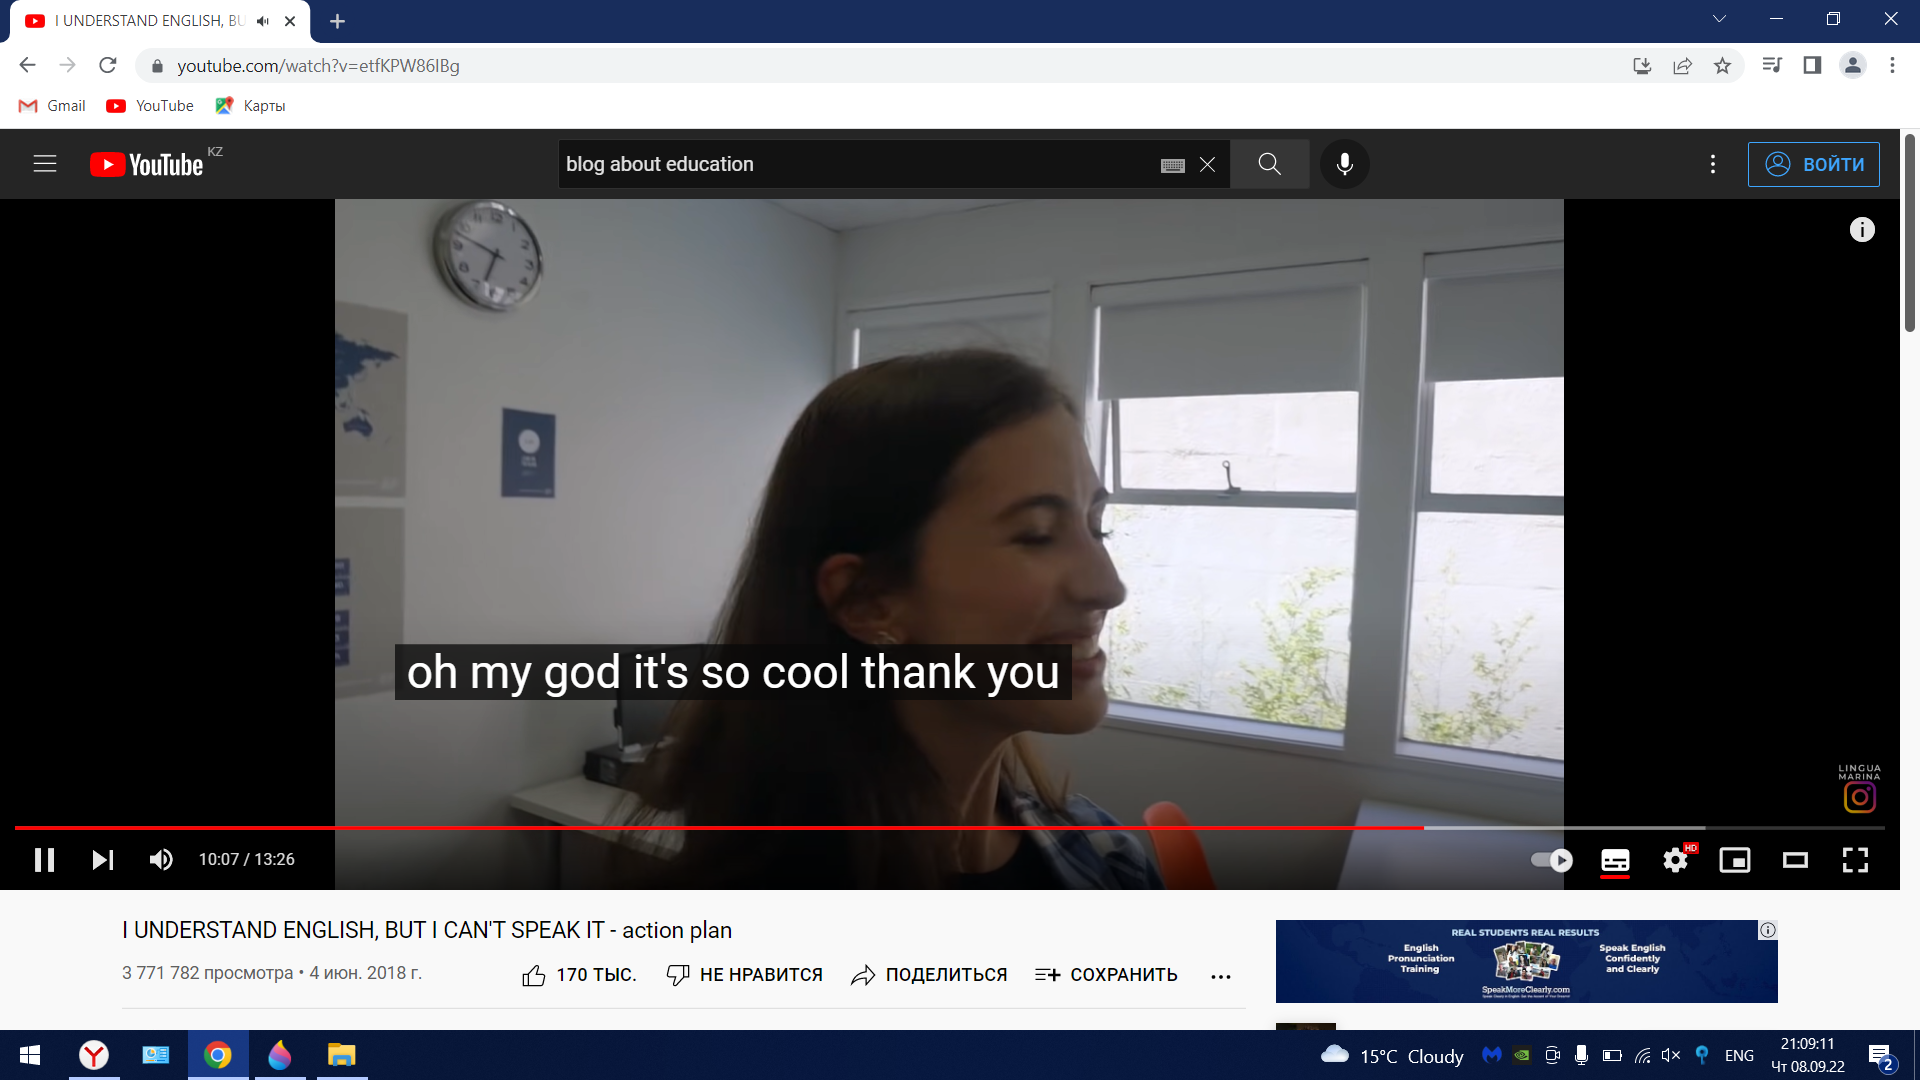 I UNDERSTAND ENGLISH, BU
youtube.com/watch?v=etfKPW86IBg
Gmail YouTube Карты
YouTube KZ
blog about education
ВОЙТИ
oh my god it's so cool thank you
LINGUA
MARINA
10:07 / 13:26
HD
I UNDERSTAND ENGLISH, BUT I CAN'T SPEAK IT - action plan
3 771 782 просмотра • 4 июн. 2018 г.
170 ТЫС. НЕ НРАВИТСЯ ПОДЕЛИТЬСЯ СОХРАНИТЬ
REAL STUDENTS REAL RESULTS
English
Pronunciation
Training
Speak English
Confidently
and Clearly
SpeakMoreClearly.com
15°C Cloudy
ENG
21:09:11
Чт 08.09.22
2